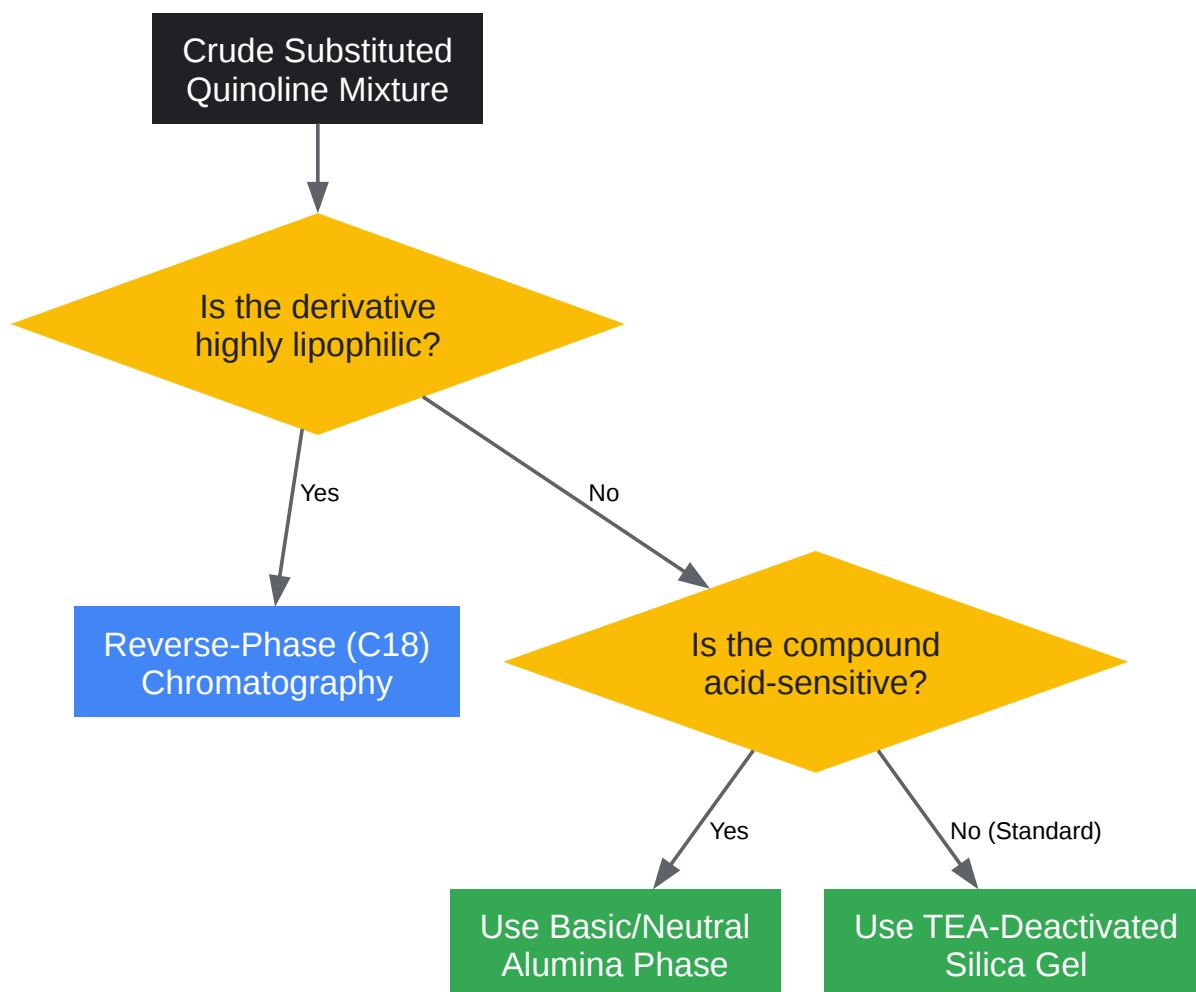 Crude Substituted
Quinoline Mixture
Is the derivative
highly lipophilic?
Yes
No
Reverse-Phase (C18)
Chromatography
Is the compound
acid-sensitive?
Yes
No (Standard)
Use Basic/Neutral
Alumina Phase
Use TEA-Deactivated
Silica Gel